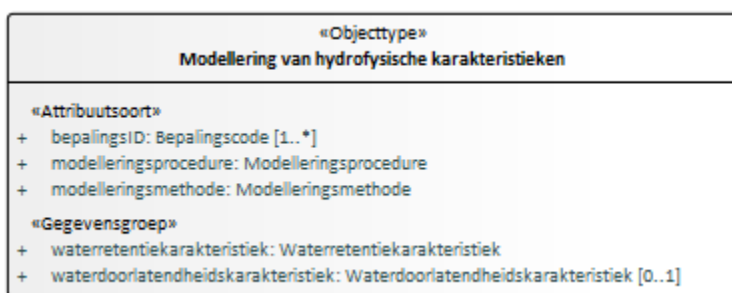 «Objecttype»
Modellering van hydrofysische karakteristieken
«Attribuutsoort»
+ bepalingsID: Bepalingscode [1..*]
+ modelleringsprocedure: Modelleringsprocedure
+ modelleringsmethode: Modelleringsmethode
«Gegevensgroep»
+ waterretentiekarakteristiek: Waterretentiekarakteristiek
+ waterdoorlatendheidskarakteristiek: Waterdoorlatendheidskarakteristiek [0..1]